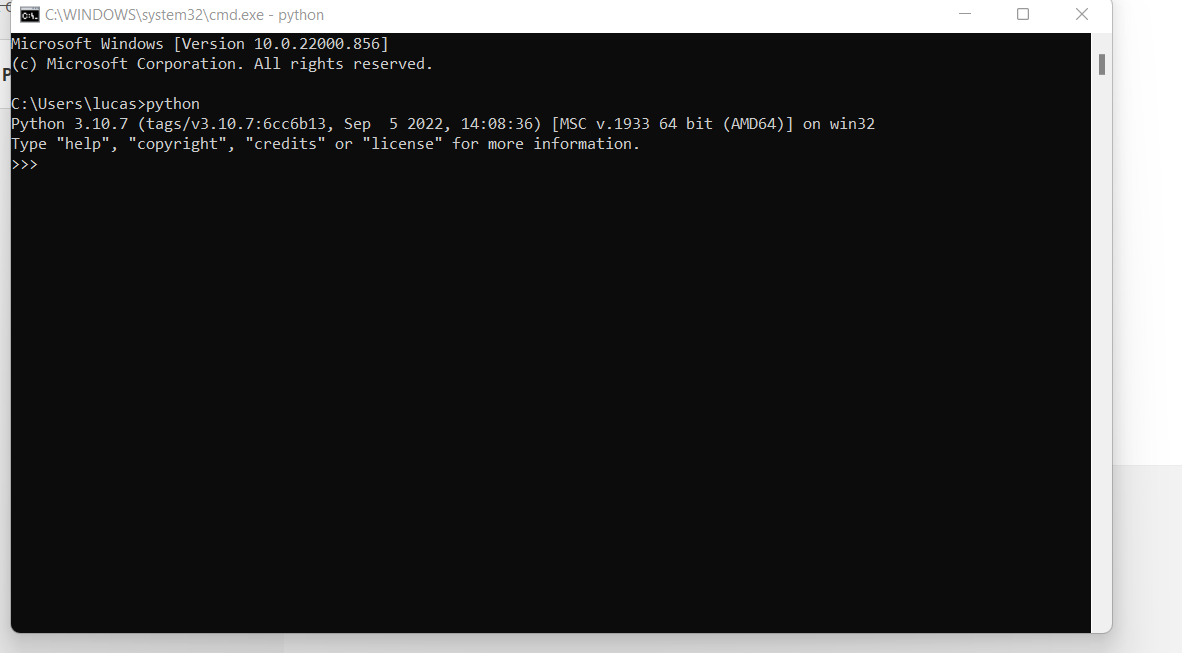 C:\WINDOWS\system32\cmd.exe - python
Microsoft Windows [Version 10.0.22000.856]
(c) Microsoft Corporation. All rights reserved.
C:\Users\lucas>python
Python 3.10.7 (tags/v3.10.7:6cc6b13, Sep  5 2022, 14:08:36) [MSC v.1933 64 bit (AMD64)] on win32
Type "help", "copyright", "credits" or "license" for more information.
>>>